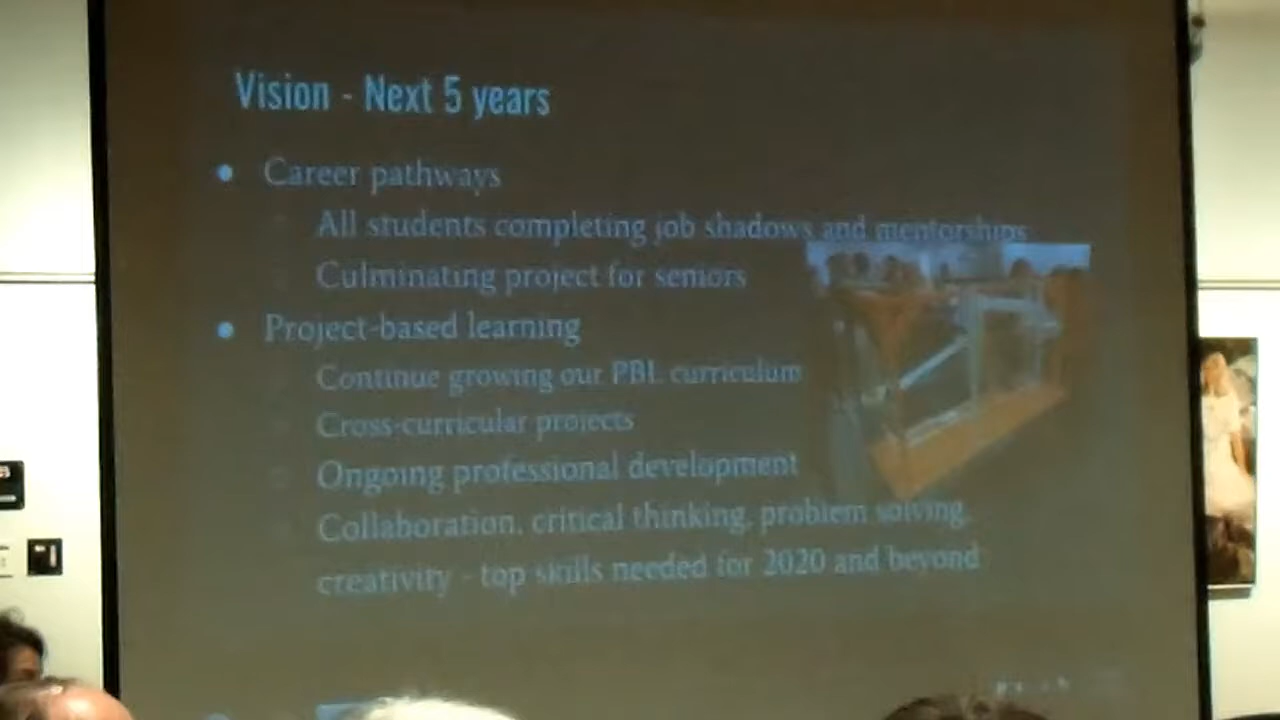 Vision - Next 5 years
Career pathways
All students completing job shadows and mentorships
Culminating project for seniors
Project-based learning
Continue growing our PBL curriculum
Cross-curricular projects
Ongoing professional development
Collaboration, critical thinking, problem solving,
creativity - top skills needed for 2020 and beyond